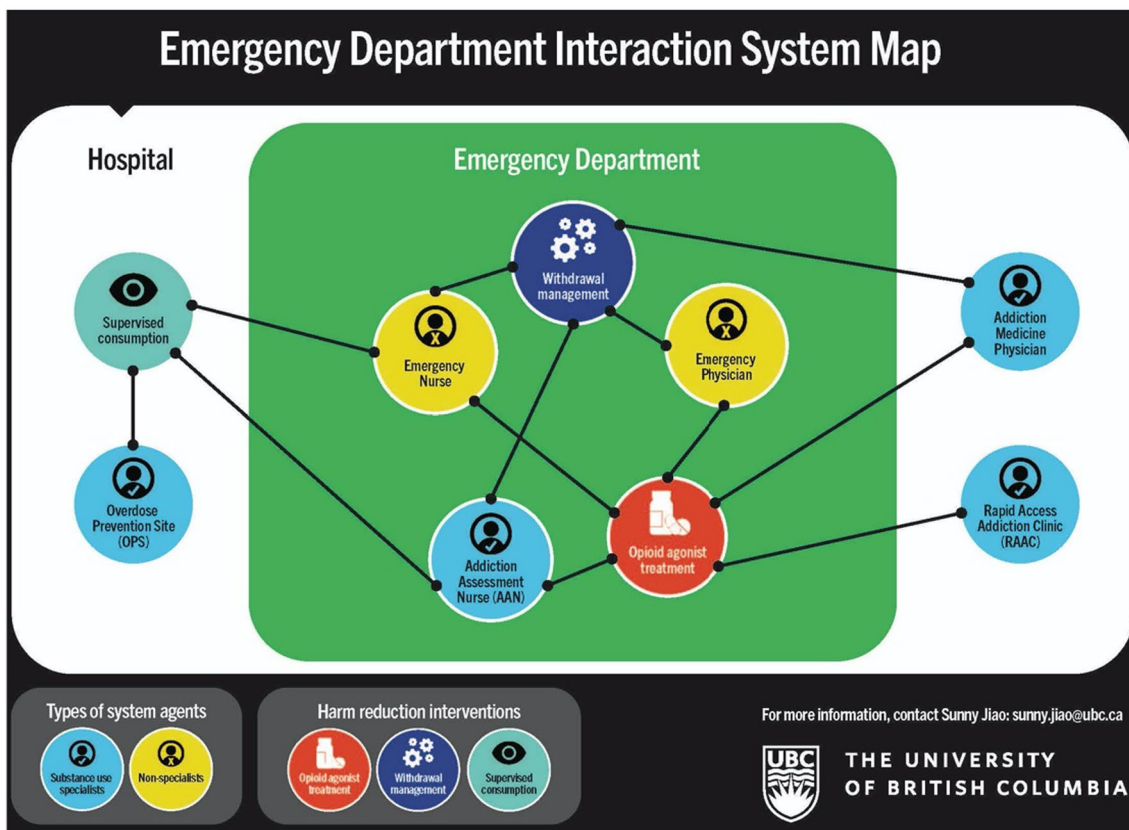 Emergency Department Interaction System Map
Hospital
Emergency Department
Withdrawal
management
Supervised
consumption
Emergency
Nurse
Emergency
Physician
Addiction
Medicine
Physician
Overdose
Prevention Site
(OPS)
Addiction
Assessment
Nurse (AAN)
Opioid agonist
treatment
Rapid Access
Addiction Clinic
(RAAC)
Types of system agents
Substance use
specialists
Non-specialists
Harm reduction interventions
Opioid agonist
treatment
Withdrawal
management
Supervised
consumption
For more information, contact Sunny Jiao: sunny.jiao@ubc.ca
UBC
THE UNIVERSITY
OF BRITISH COLUMBIA